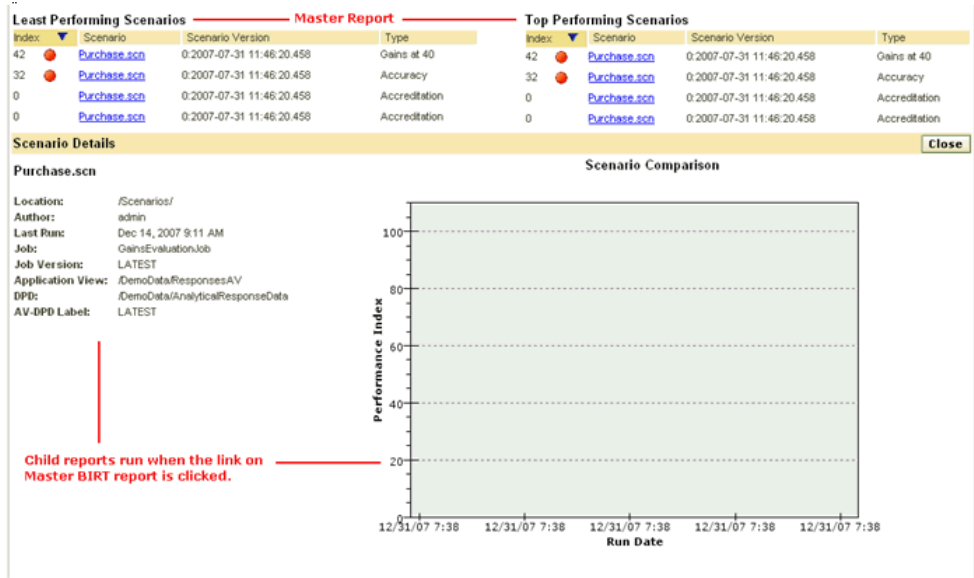 Least Performing Scenarios
Master Report
Top Performing Scenarios
Index Scenario Scenario Version Type
42 Purchase.scn 0:2007-07-31 11:46:20.458 Gains at 40
32 Purchase.scn 0:2007-07-31 11:46:20.458 Accuracy
0 Purchase.scn 0:2007-07-31 11:46:20.458 Accreditation
0 Purchase.scn 0:2007-07-31 11:46:20.458 Accreditation
Index Scenario Scenario Version Type
42 Purchase.scn 0:2007-07-31 11:46:20.458 Gains at 40
32 Purchase.scn 0:2007-07-31 11:46:20.458 Accuracy
0 Purchase.scn 0:2007-07-31 11:46:20.458 Accreditation
0 Purchase.scn 0:2007-07-31 11:46:20.458 Accreditation
Scenario Details
Close
Purchase.scn
Location: /Scenarios/
Author: admin
Last Run: Dec 14, 2007 9:11 AM
Job: GainsEvaluationJob
Job Version: LATEST
Application View: /DemoData/ResponsesAV
DPD: /DemoData/AnalyticalResponseData
AV-DPD Label: LATEST
Child reports run when the link on
Master BIRT report is clicked.
Scenario Comparison
Performance Index
100
80
60
40
20
0
12/31/07 7:38 12/31/07 7:38 12/31/07 7:38 12/31/07 7:38 12/31/07 7:38
Run Date